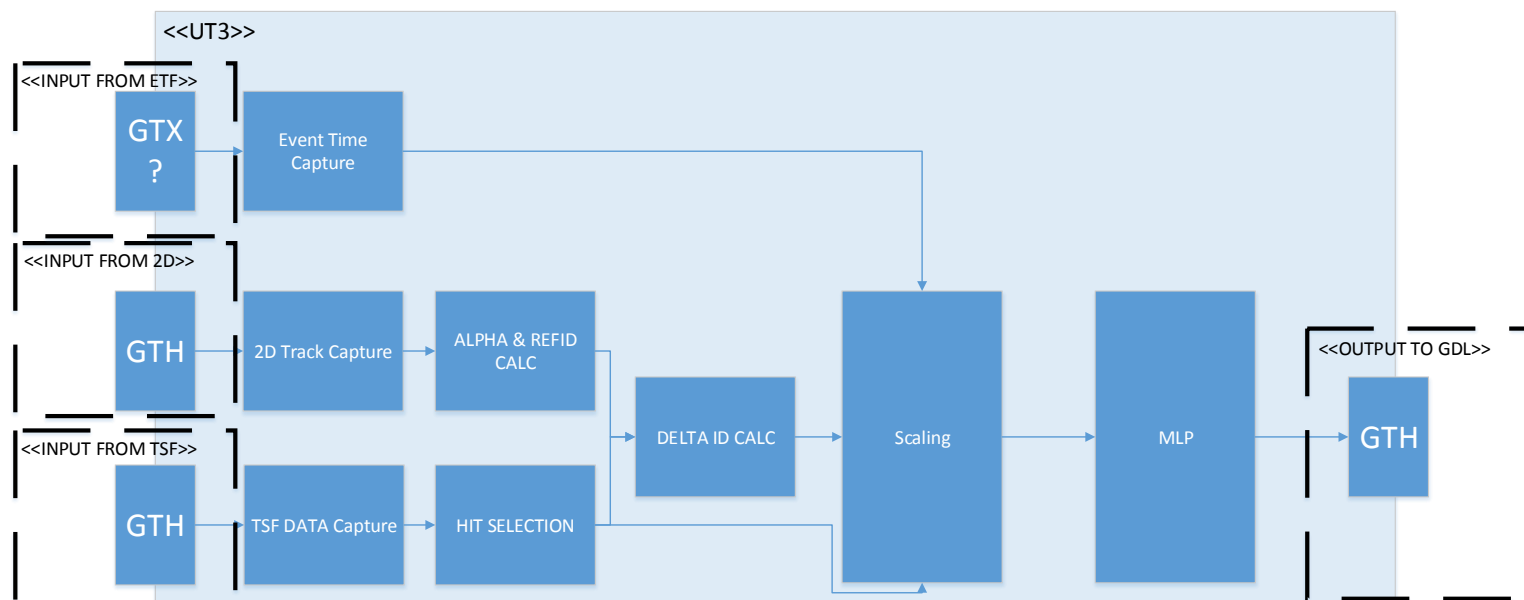 <<UT3>>
<<INPUT FROM ETF>>
GTX
?
Event Time
Capture
<<INPUT FROM 2D>>
GTH
2D Track Capture
ALPHA & REFID
CALC
<<INPUT FROM TSF>>
GTH
TSF DATA Capture
HIT SELECTION
DELTA ID CALC
Scaling
MLP
<<OUTPUT TO GDL>>
GTH